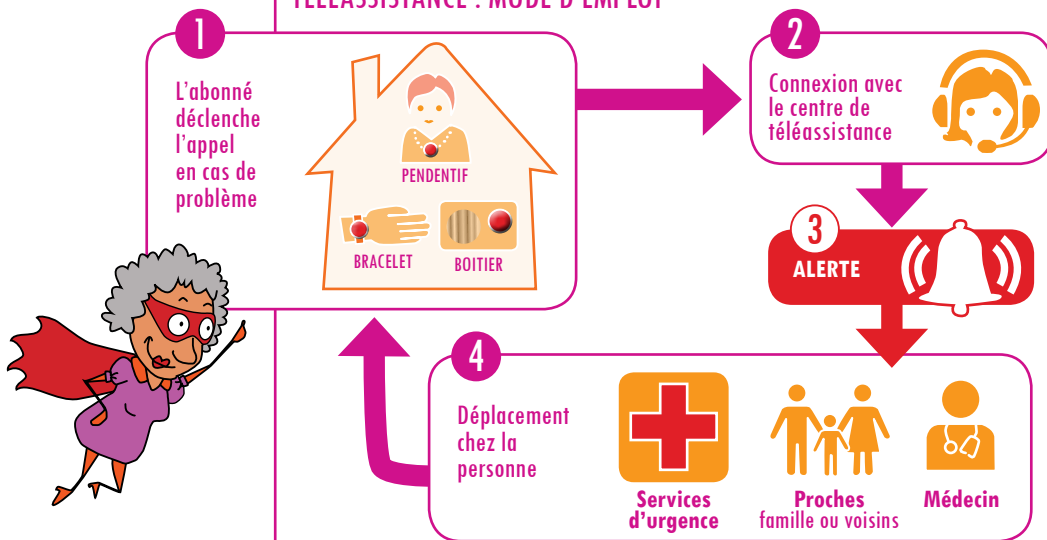 TÉLÉASSISTANCE : MODE D'EMPLOI
1
L'abonné
déclenche
l'appel
en cas de
problème
PENDENTIF
BRACELET
BOITIER
2
Connexion avec
le centre de
téléassistance
3
ALERTE
4
Déplacement
chez la
personne
Services
d'urgence
Proches
famille ou voisins
Médecin